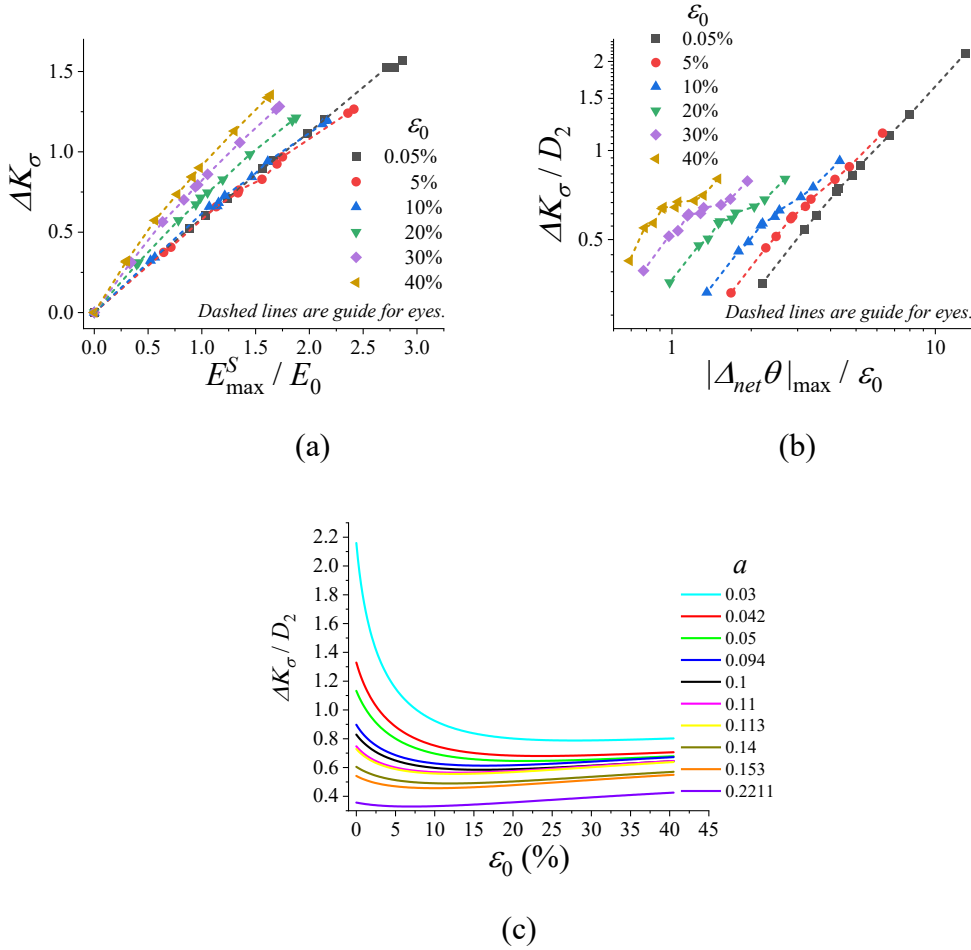 ΔK_σ
1.5
1.0
0.5
0.0
0.0 0.5 1.0 1.5 2.0 2.5 3.0
E^S_max / E_0
ε_0
0.05%
5%
10%
20%
30%
40%
Dashed lines are guide for eyes.
(a)
ΔK_σ / D_2
2
1.5
1
0.5
1 10
|Δ_net θ|_max / ε_0
ε_0
0.05%
5%
10%
20%
30%
40%
Dashed lines are guide for eyes.
(b)
ΔK_σ / D_2
2.2
2.0
1.8
1.6
1.4
1.2
1.0
0.8
0.6
0.4
0 5 10 15 20 25 30 35 40 45
ε_0 (%)
a
0.03
0.042
0.05
0.094
0.1
0.11
0.113
0.14
0.153
0.2211
(c)